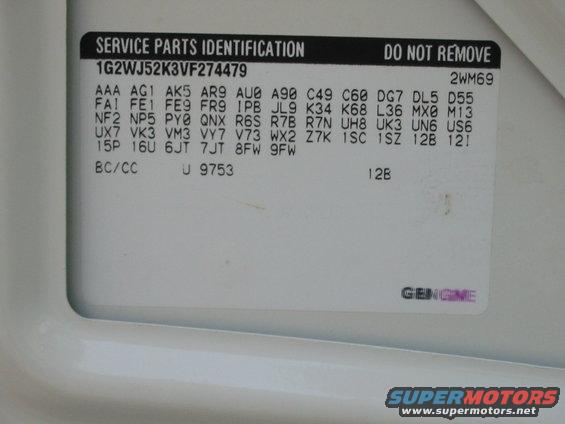 SERVICE PARTS IDENTIFICATION DO NOT REMOVE
1G2WJ52K3VF274479 2WM69
AAA AG1 AK5 AR9 AU0 A90 C49 C60 DG7 DL5 D55
FAI FE1 FE9 FR9 IPB JL9 K34 K68 L36 MX0 M13
NF2 NP5 PY0 QNX R6S R7B R7N UH8 UK3 UN6 US6
UX7 VK3 VM3 VY7 V73 WX2 Z7K 1SC 1SZ 12B 12I
15P 16U 6JT 7JT 8FW 9FW
BC/CC U 9753 12B
SUPERMOTORS
www.supermotors.net